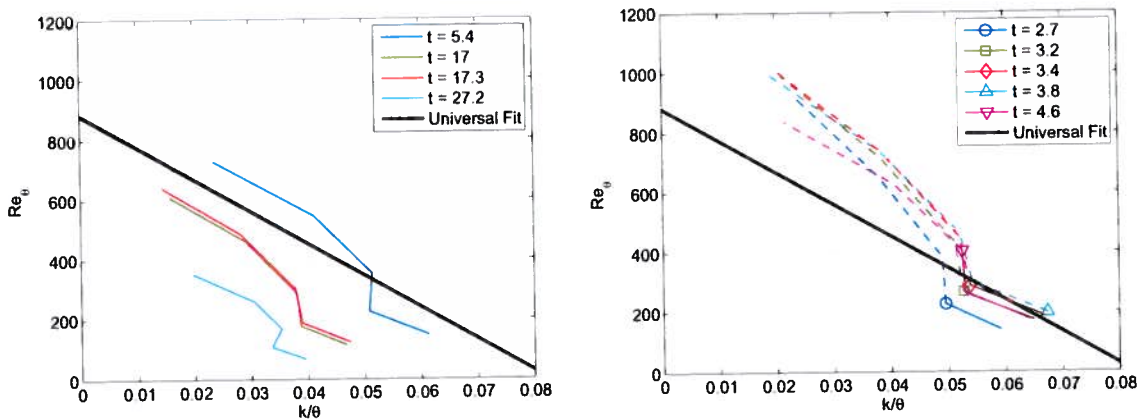 1200
1000
800
600
400
200
0
Reθ
0
0.01
0.02
0.03
0.04
0.05
0.06
0.07
0.08
k/θ
t = 5.4
t = 17
t = 17.3
t = 27.2
Universal Fit
1200
1000
800
600
400
200
0
Reθ
0
0.01
0.02
0.03
0.04
0.05
0.06
0.07
0.08
k/θ
t = 2.7
t = 3.2
t = 3.4
t = 3.8
t = 4.6
Universal Fit